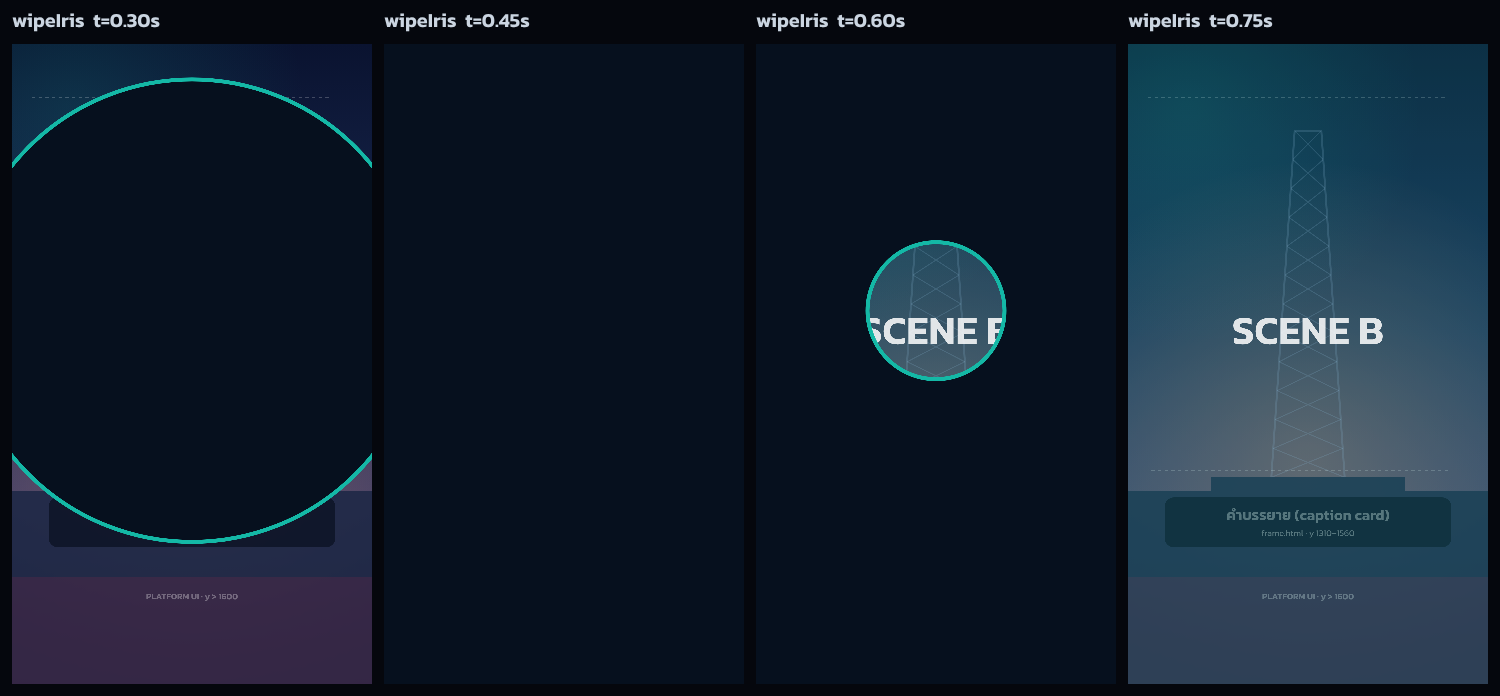 wipeIris t=0.30s
wipeIris t=0.45s
wipeIris t=0.60s
wipeIris t=0.75s
SCENE
SCENE B
คำบรรยาย (caption card)
frame.html · y 1310–1560
PLATFORM UI · y > 1600
PLATFORM UI · y > 1600